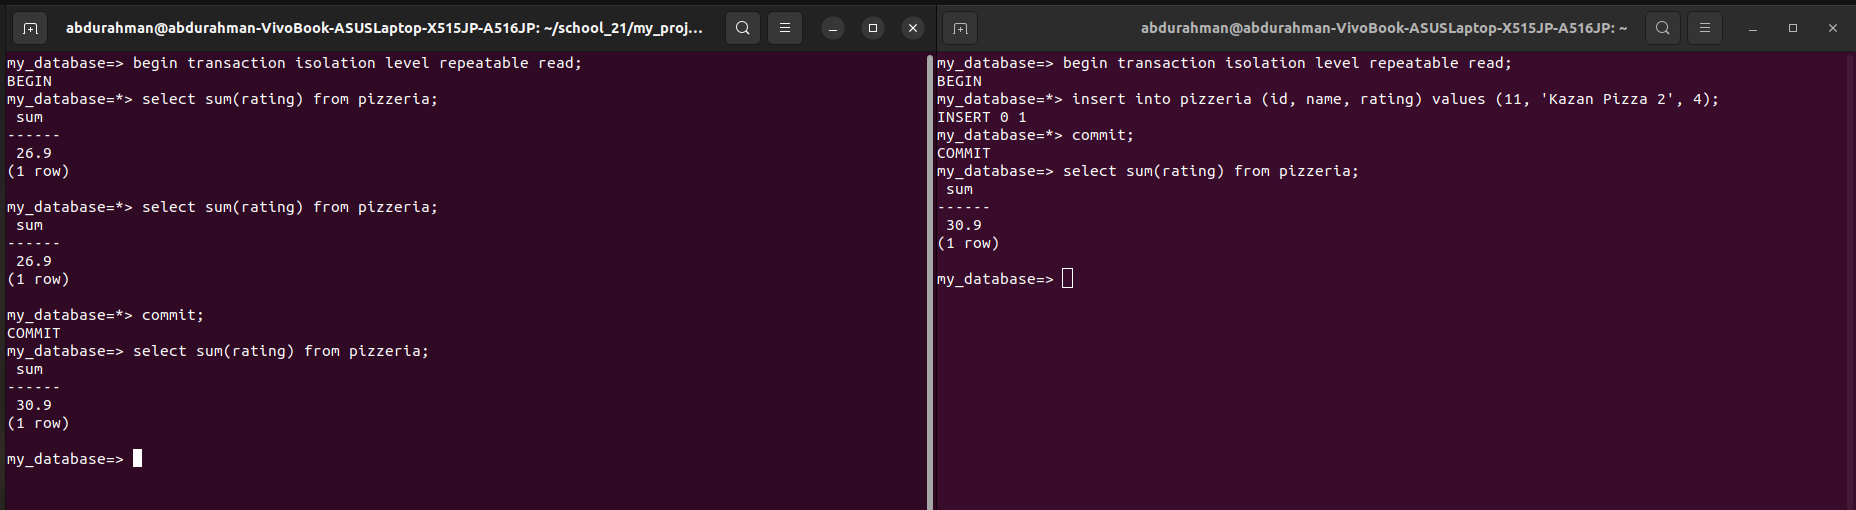 abdurahman@abdurahman-VivoBook-ASUSLaptop-X515JP-A516JP: ~/school_21/my_proj...
my_database=> begin transaction isolation level repeatable read;
BEGIN
my_database=*> select sum(rating) from pizzeria;
 sum
------
 26.9
(1 row)

my_database=*> select sum(rating) from pizzeria;
 sum
------
 26.9
(1 row)

my_database=*> commit;
COMMIT
my_database=> select sum(rating) from pizzeria;
 sum
------
 30.9
(1 row)

my_database=>
abdurahman@abdurahman-VivoBook-ASUSLaptop-X515JP-A516JP: ~
my_database=> begin transaction isolation level repeatable read;
BEGIN
my_database=*> insert into pizzeria (id, name, rating) values (11, 'Kazan Pizza 2', 4);
INSERT 0 1
my_database=*> commit;
COMMIT
my_database=> select sum(rating) from pizzeria;
 sum
------
 30.9
(1 row)

my_database=>